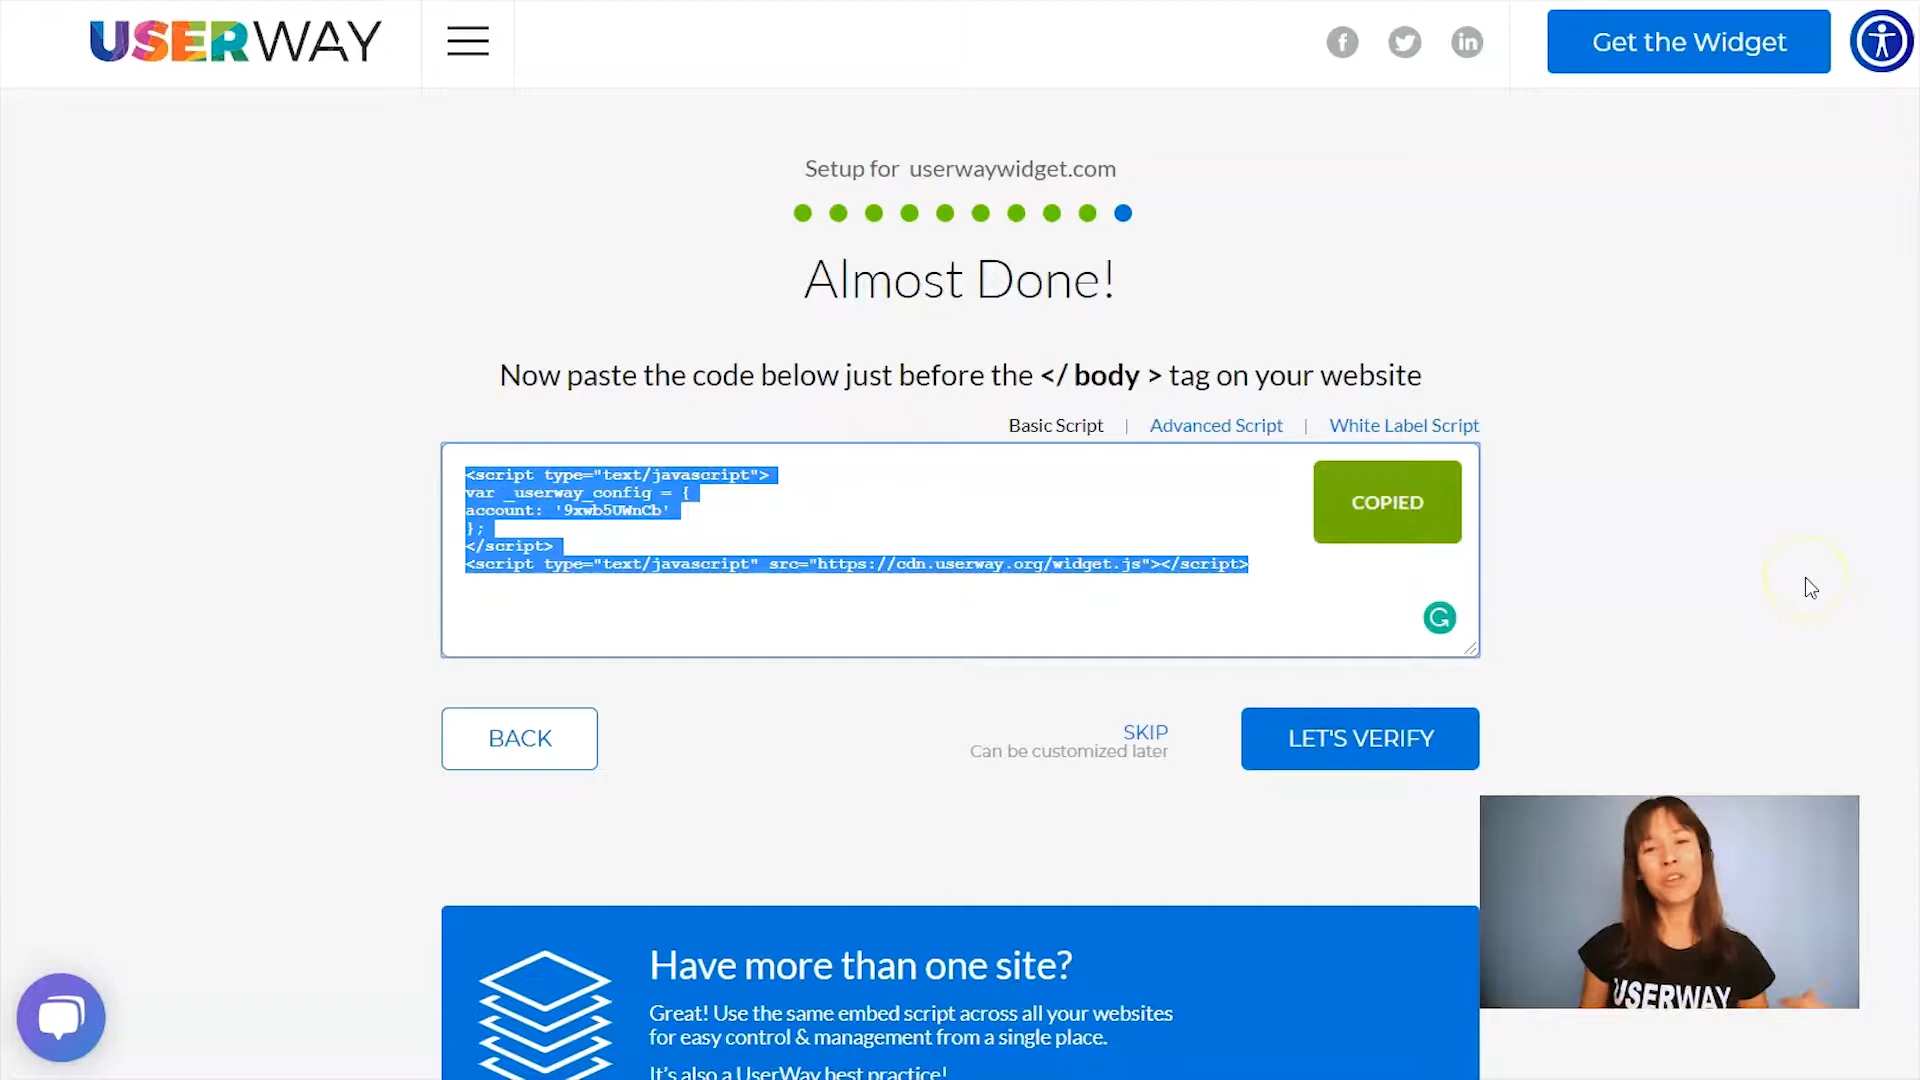 USERWAY
Get the Widget
Setup for userwaywidget.com
Almost Done!
Now paste the code below just before the </ body > tag on your website
Basic Script | Advanced Script | White Label Script
<script type="text/javascript">
var _userway_config = {
account: '9xwb5UWnCb'
};
</script>
<script type="text/javascript" src="https://cdn.userway.org/widget.js"></script>
COPIED
BACK
SKIP
Can be customized later
LET'S VERIFY
Have more than one site?
Great! Use the same embed script across all your websites
for easy control & management from a single place.
It's also a UserWay best practice!
USERWAY